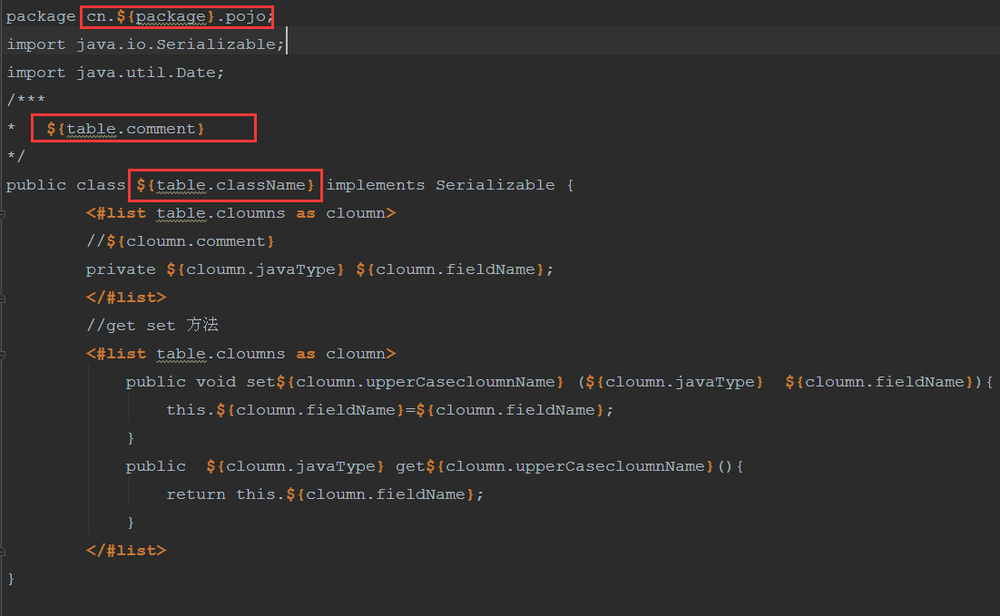 package cn.${package}.pojo;
import java.io.Serializable;
import java.util.Date;
/***
*   ${table.comment}
*/
public class ${table.className} implements Serializable {
        <#list table.cloumns as cloumn>
        //${cloumn.comment}
        private ${cloumn.javaType} ${cloumn.fieldName};
        </#list>
        //get set 方法
        <#list table.cloumns as cloumn>
            public void set${cloumn.upperCasecloumnName} (${cloumn.javaType}  ${cloumn.fieldName}){
                this.${cloumn.fieldName}=${cloumn.fieldName};
            }
            public  ${cloumn.javaType} get${cloumn.upperCasecloumnName}(){
                return this.${cloumn.fieldName};
            }
        </#list>
}